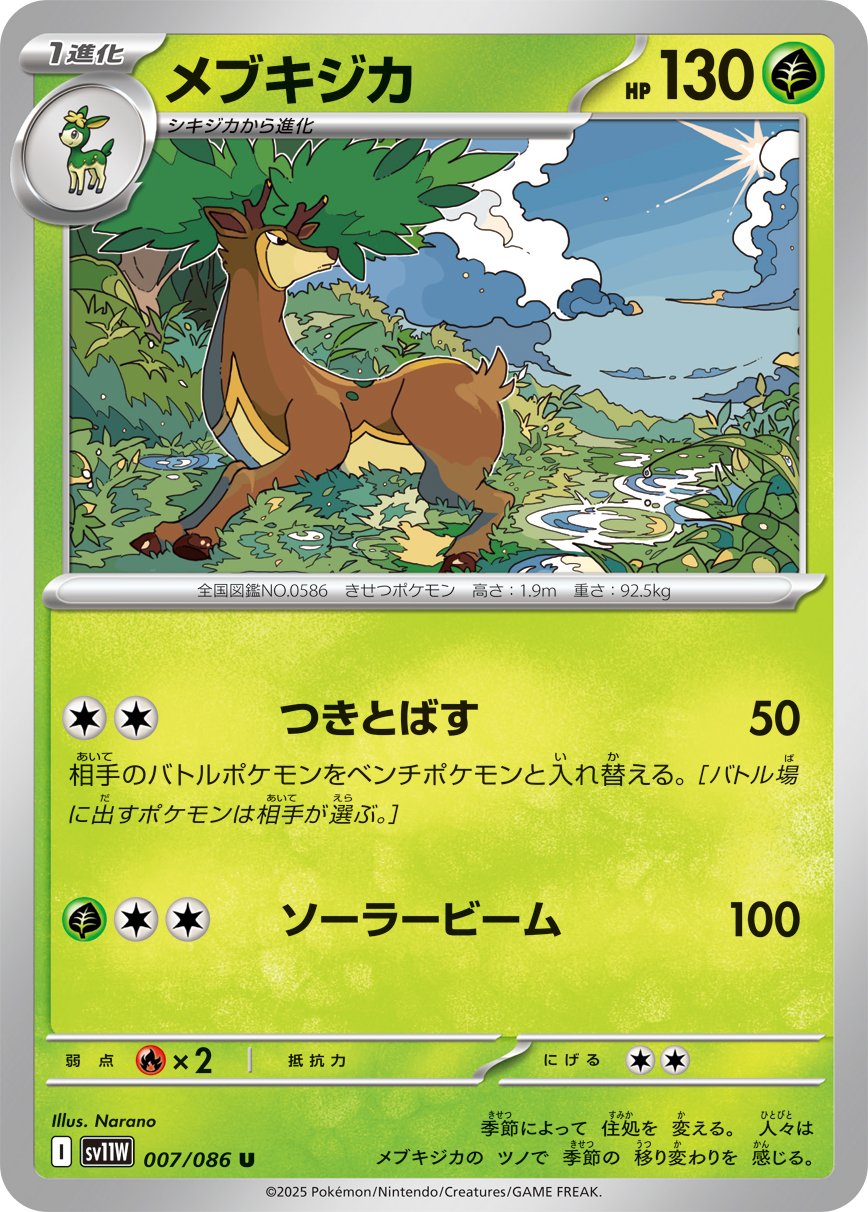 1進化
メブキジカ
HP 130
シキジカから進化
全国図鑑NO.0586 きせつポケモン 高さ:1.9m 重さ:92.5kg
つきとばす 50
相手のバトルポケモンをベンチポケモンと入れ替える。[バトル場
に出すポケモンは相手が選ぶ。]
ソーラービーム 100
弱点 ×2 抵抗力 にげる
Illus. Narano
季節によって 住処を 変える。 人々は
メブキジカの ツノで 季節の 移り変わりを 感じる。
I sv11W 007/086 U
©2025 Pokémon/Nintendo/Creatures/GAME FREAK.